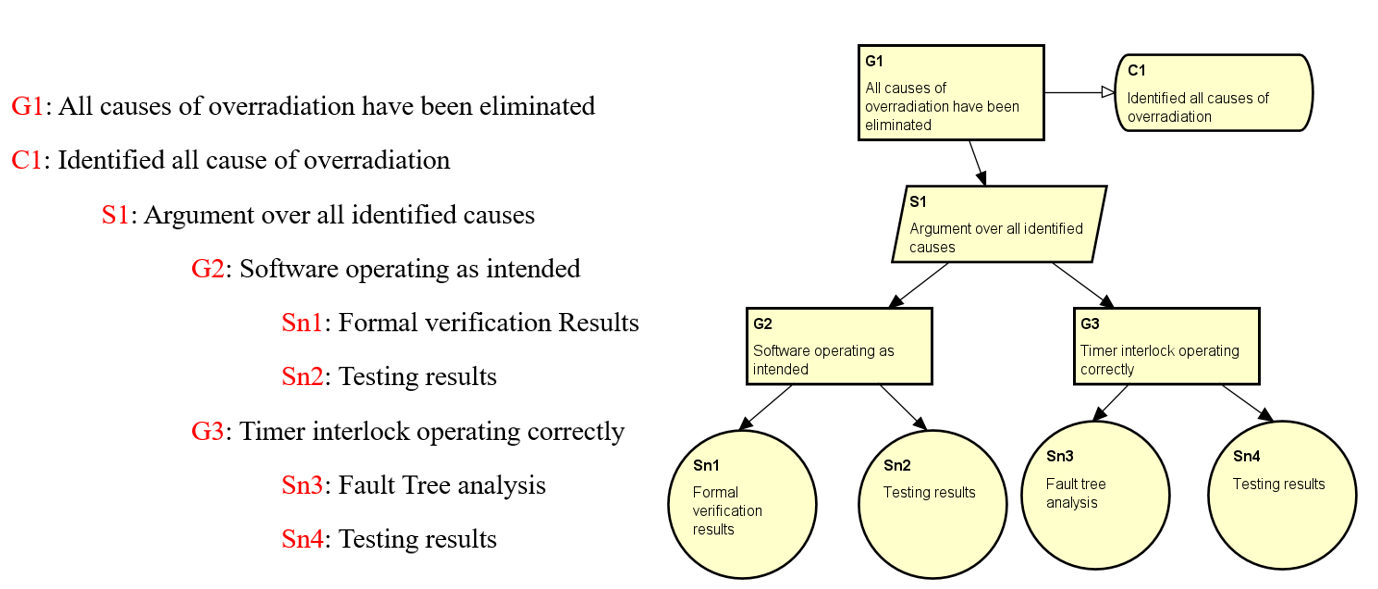 G1: All causes of overradiation have been eliminated
C1: Identified all cause of overradiation
S1: Argument over all identified causes
G2: Software operating as intended
Sn1: Formal verification Results
Sn2: Testing results
G3: Timer interlock operating correctly
Sn3: Fault Tree analysis
Sn4: Testing results
G1
All causes of
overradiation have been
eliminated
C1
Identified all causes of
overradiation
S1
Argument over all identified
causes
G2
Software operating as
intended
G3
Timer interlock operating
correctly
Sn1
Formal
verification
results
Sn2
Testing results
Sn3
Fault tree
analysis
Sn4
Testing results